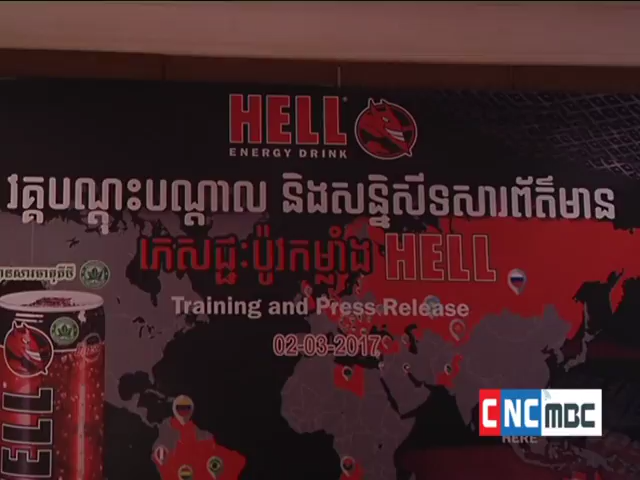 HELL
ENERGY DRINK
វគ្គបណ្តុះបណ្តាល និងសន្និសីទសារព័ត៌មាន
ភេសជ្ជៈប៉ូវកម្លាំង HELL
Training and Press Release
02-03-2017
HELL
CNC MBC
HERE